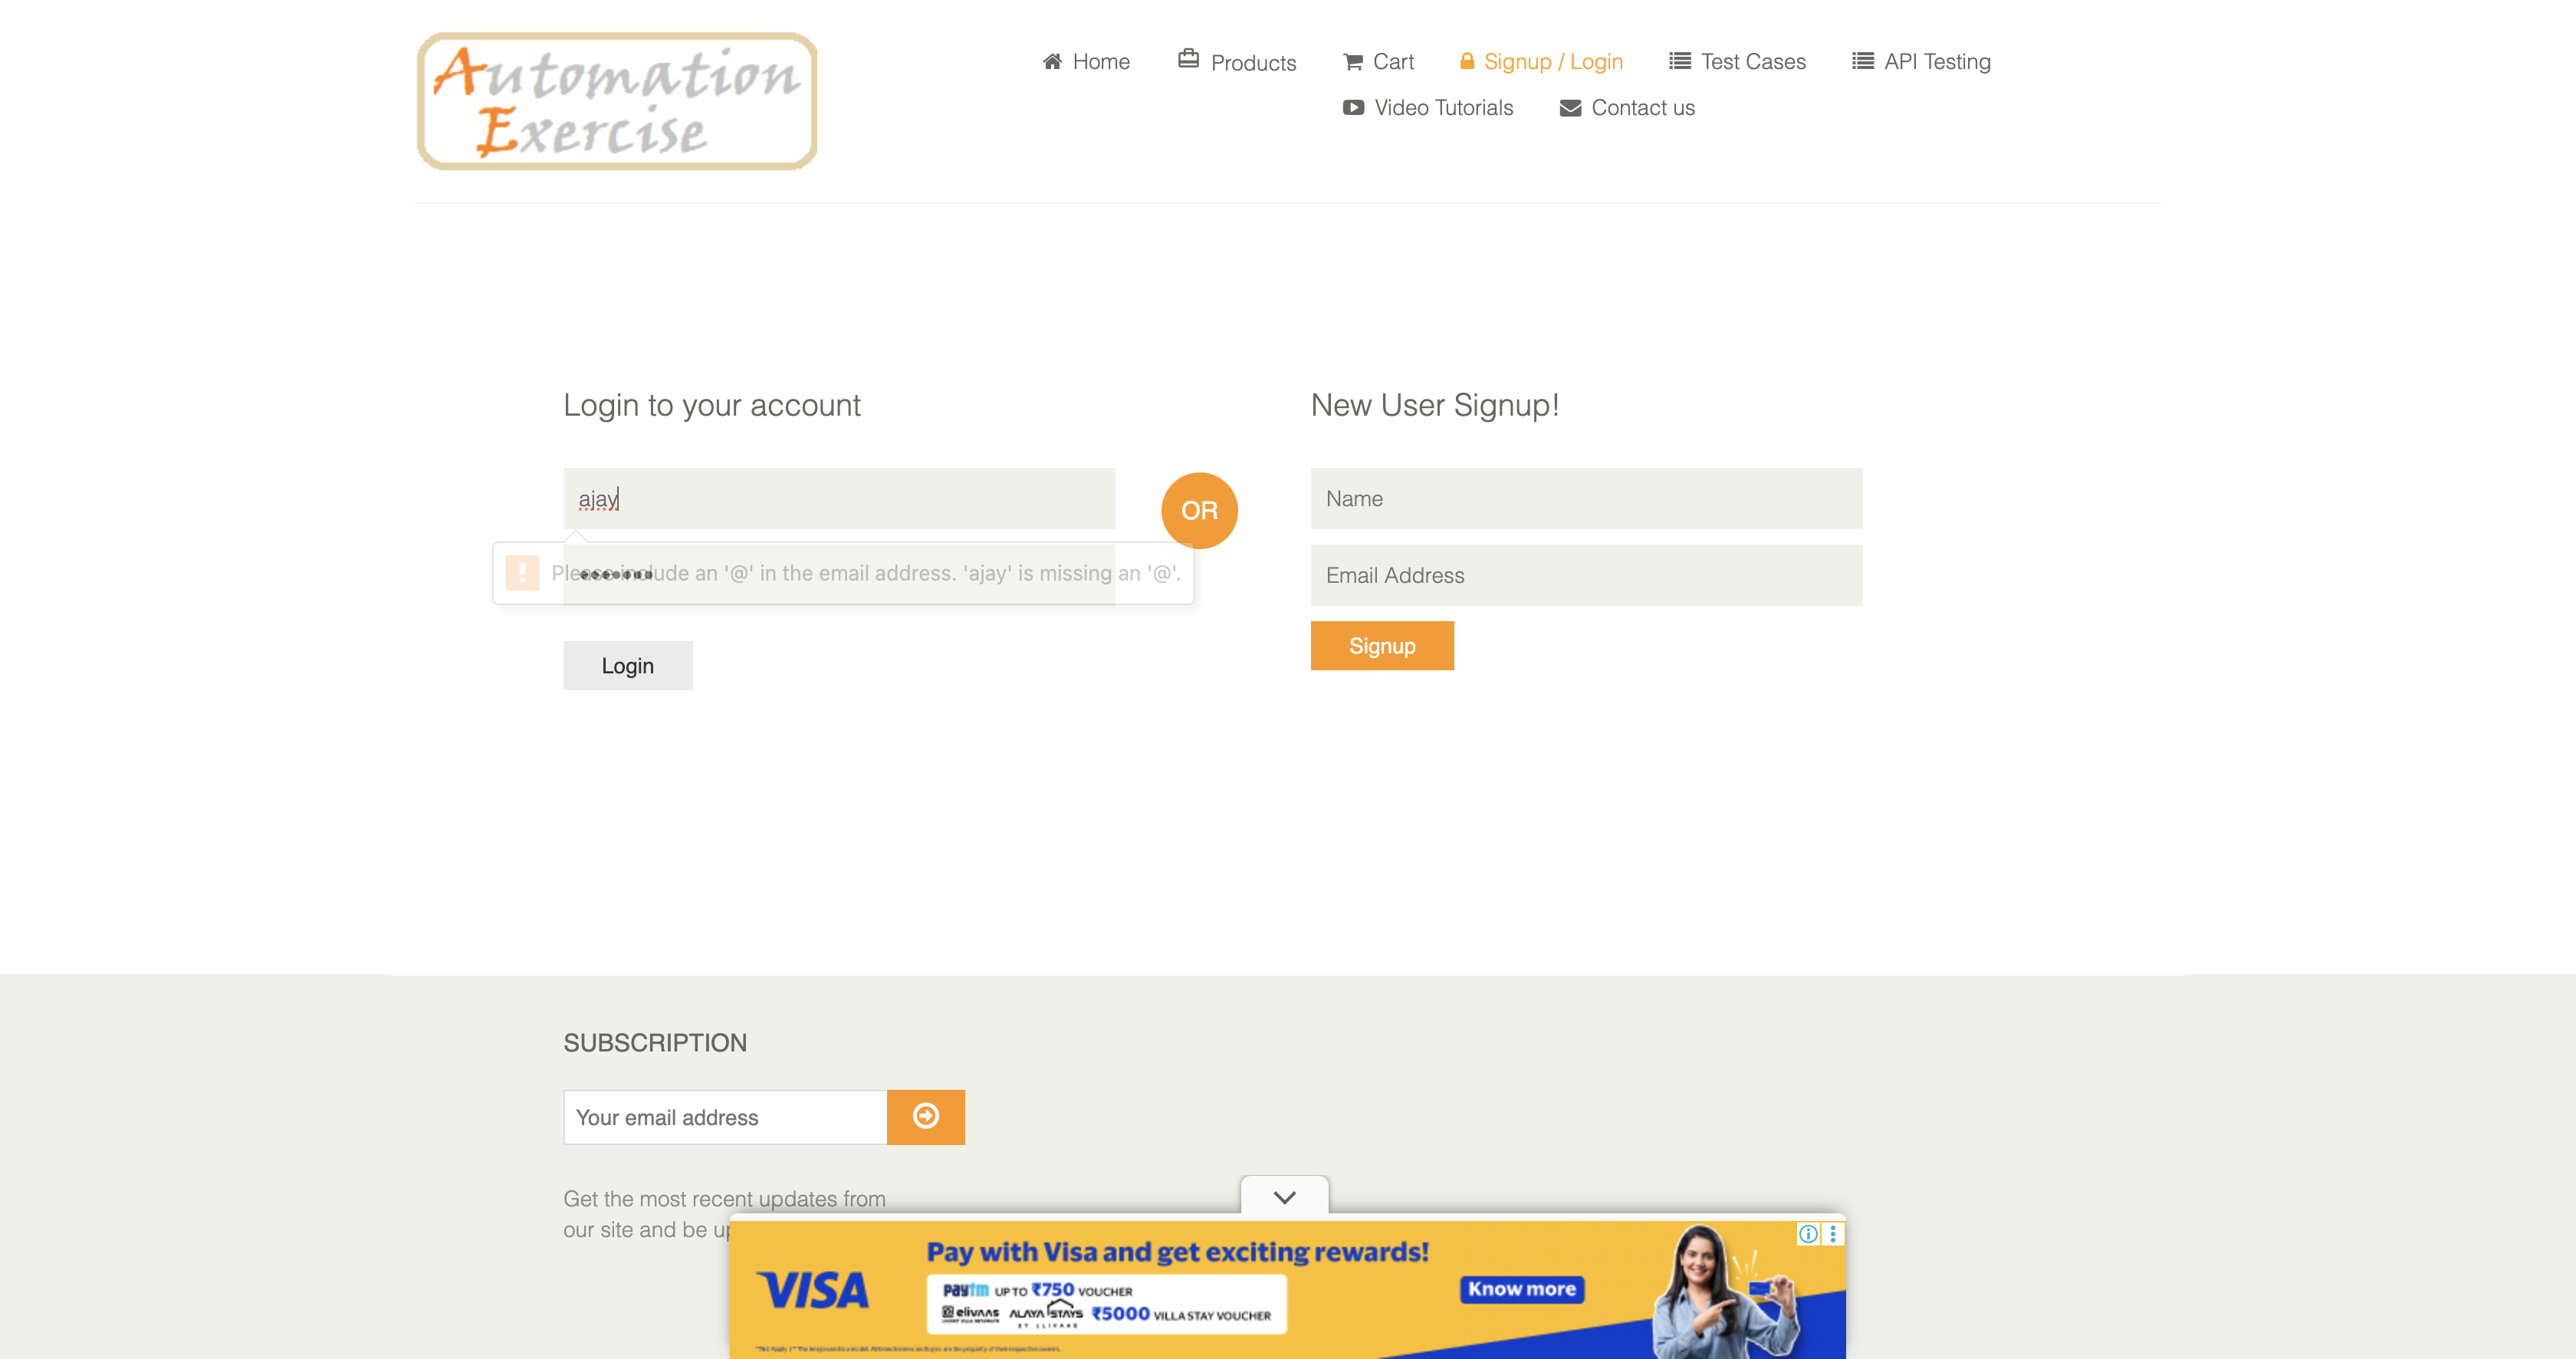 Automation
Exercise
Home
Products
Cart
Signup / Login
Test Cases
API Testing
Video Tutorials
Contact us
Login to your account
New User Signup!
ajay
OR
Name
Please include an '@' in the email address. 'ajay' is missing an '@'.
Email Address
Login
Signup
SUBSCRIPTION
Your email address
Get the most recent updates from
our site and be up
Pay with Visa and get exciting rewards!
VISA
paytm UPTO ₹750 VOUCHER
elivaas ALAYA STAYS ₹5000 VILLA STAY VOUCHER
Know more